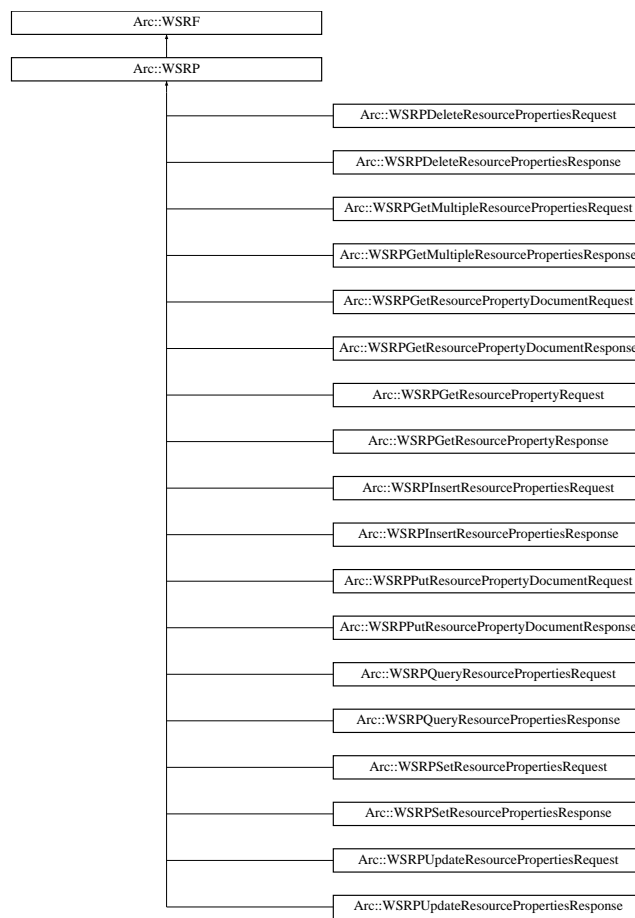 Arc::WSRF
Arc::WSRP
Arc::WSRPDeleteResourcePropertiesRequest
Arc::WSRPDeleteResourcePropertiesResponse
Arc::WSRPGetMultipleResourcePropertiesRequest
Arc::WSRPGetMultipleResourcePropertiesResponse
Arc::WSRPGetResourcePropertyDocumentRequest
Arc::WSRPGetResourcePropertyDocumentResponse
Arc::WSRPGetResourcePropertyRequest
Arc::WSRPGetResourcePropertyResponse
Arc::WSRPInsertResourcePropertiesRequest
Arc::WSRPInsertResourcePropertiesResponse
Arc::WSRPPutResourcePropertyDocumentRequest
Arc::WSRPPutResourcePropertyDocumentResponse
Arc::WSRPQueryResourcePropertiesRequest
Arc::WSRPQueryResourcePropertiesResponse
Arc::WSRPSetResourcePropertiesRequest
Arc::WSRPSetResourcePropertiesResponse
Arc::WSRPUpdateResourcePropertiesRequest
Arc::WSRPUpdateResourcePropertiesResponse